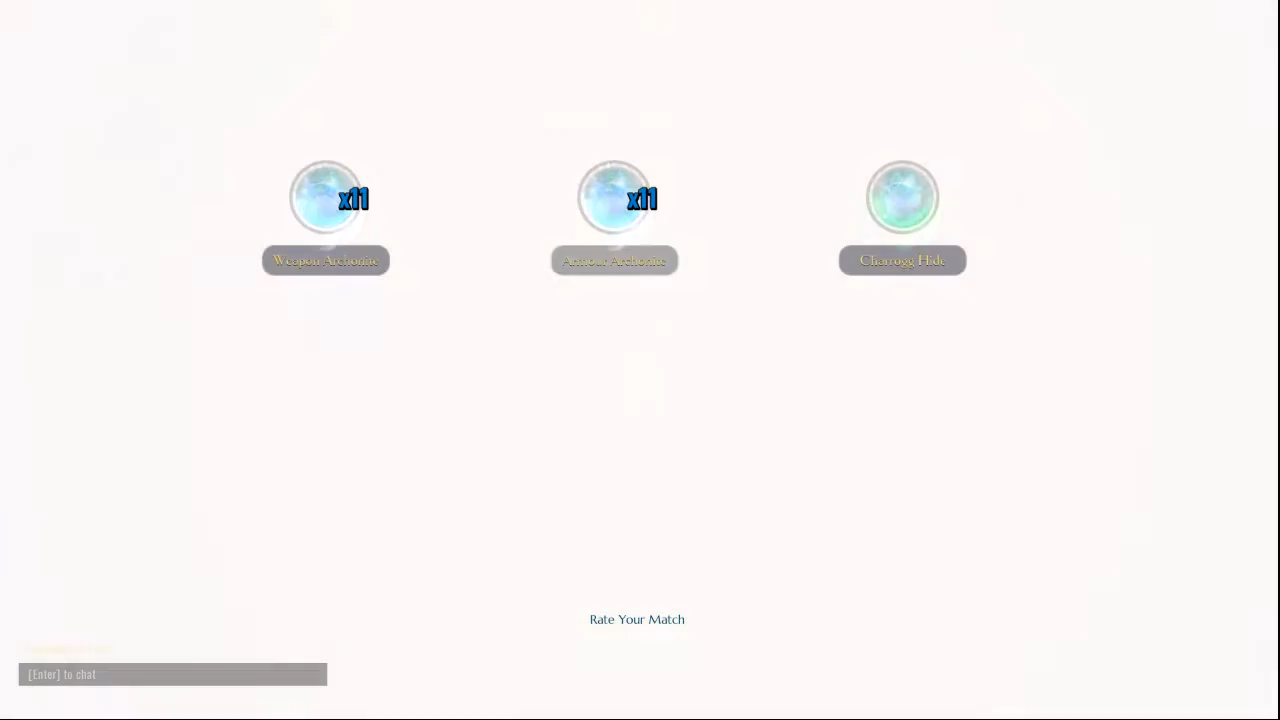 x11
x11
Weapon Archonite
Armour Archonite
Charrogg Hide
Rate Your Match
[Enter] to chat